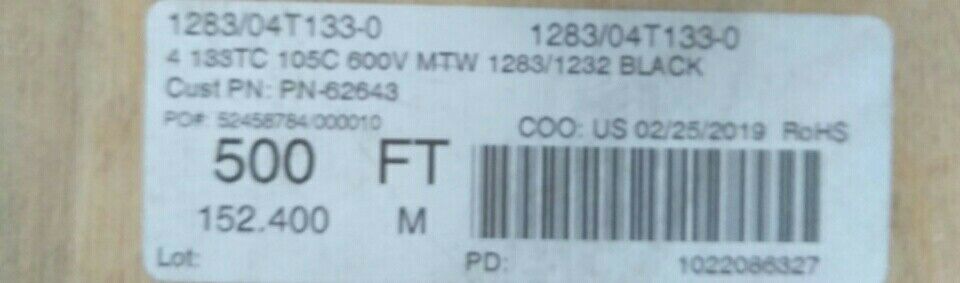 1283/04T133-0 1283/04T133-0
4 133TC 105C 600V MTW 1283/1232 BLACK
Cust PN: PN-62643
PO#: 52458784/000010
COO: US 02/25/2019 RoHS
500 FT
152.400 M
Lot: PD: 1022086327